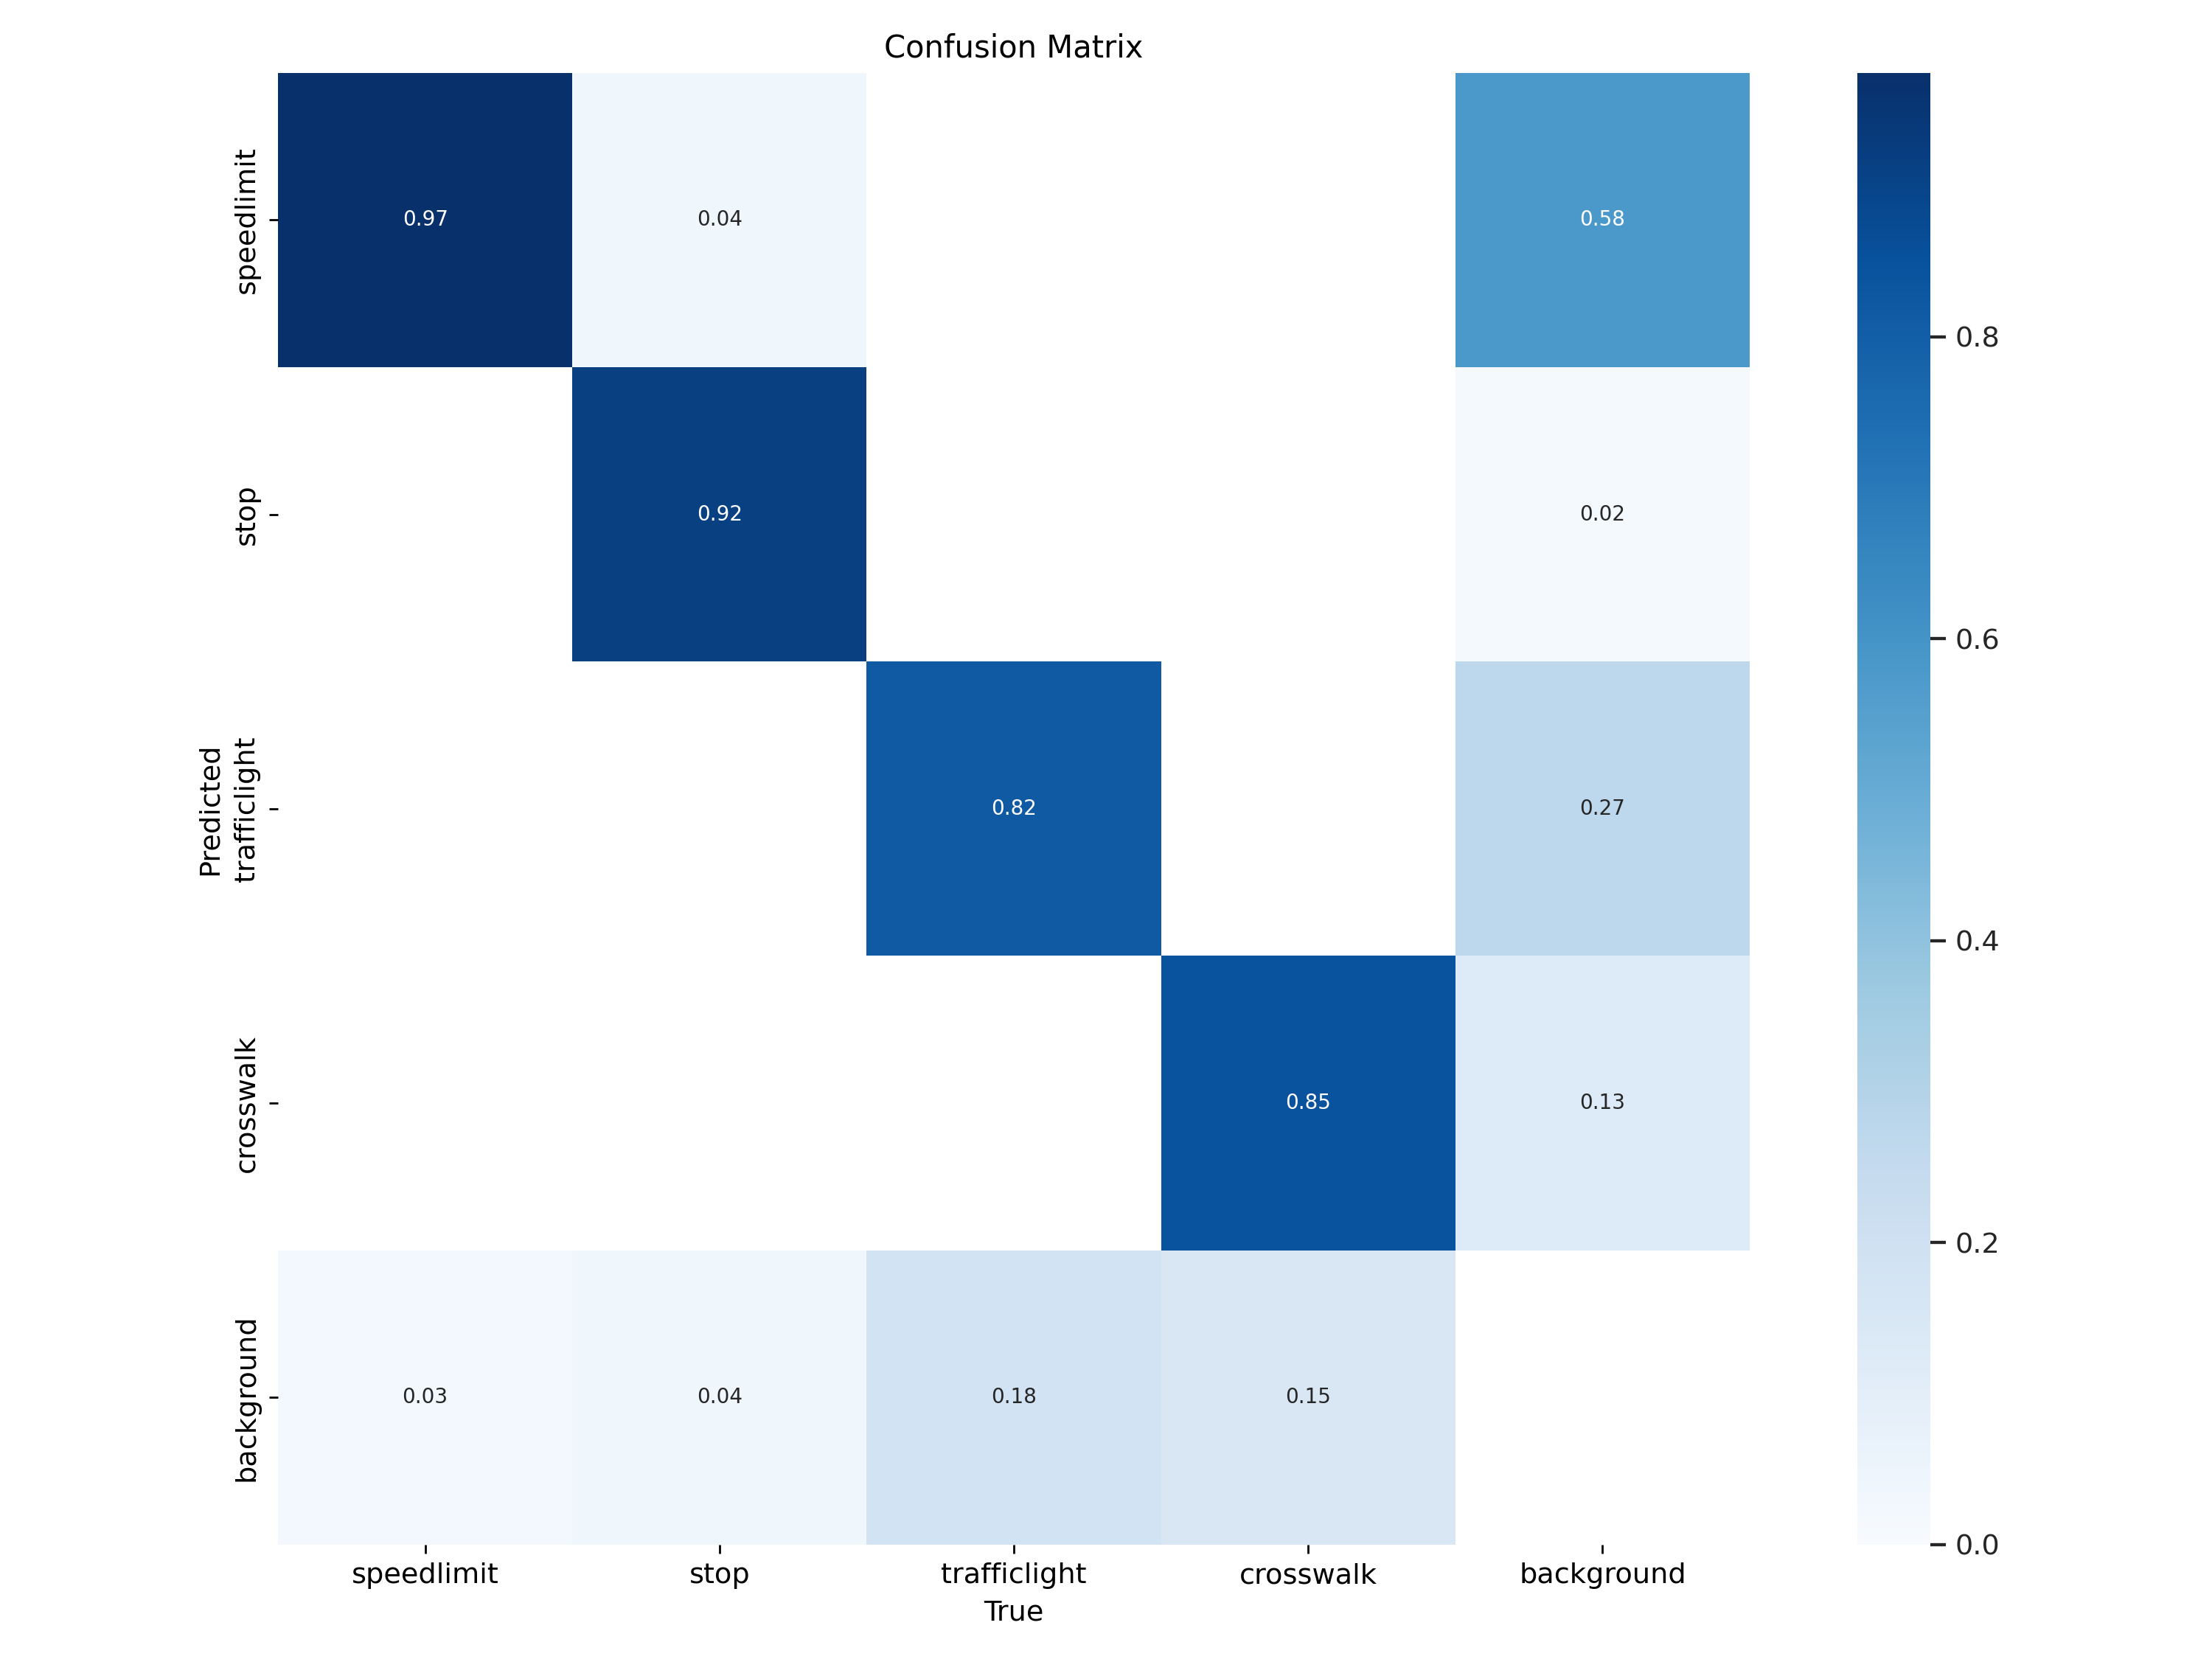 Confusion Matrix
speedlimit
0.97
0.04
0.58
stop
0.92
0.02
Predicted
trafficlight
0.82
0.27
crosswalk
0.85
0.13
background
0.03
0.04
0.18
0.15
speedlimit
stop
trafficlight
crosswalk
background
True
0.8
0.6
0.4
0.2
0.0